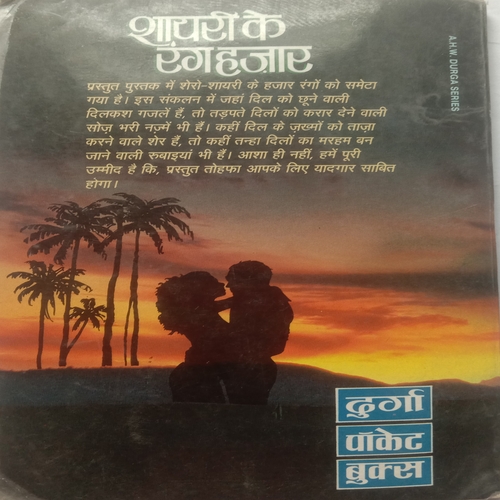 शायरी के
रंग हज़ार
प्रस्तुत पुस्तक में शेरो-शायरी के हजार रंगों को समेटा
गया है। इस संकलन में जहां दिल को छूने वाली
दिलकश गजलें हैं, तो तड़पते दिलों को करार देने वाली
सोज़ भरी नज़्में भी हैं। कहीं दिल के ज़ख्मों को ताज़ा
करने वाले शेर हैं, तो कहीं तन्हा दिलों का मरहम बन
जाने वाली रुबाइयां भी हैं। आशा ही नहीं, हमें पूरी
उम्मीद है कि, प्रस्तुत तोहफा आपके लिए यादगार साबित
होगा।
A.H.W. DURGA SERIES
दुर्गा
पॉकेट
बुक्स